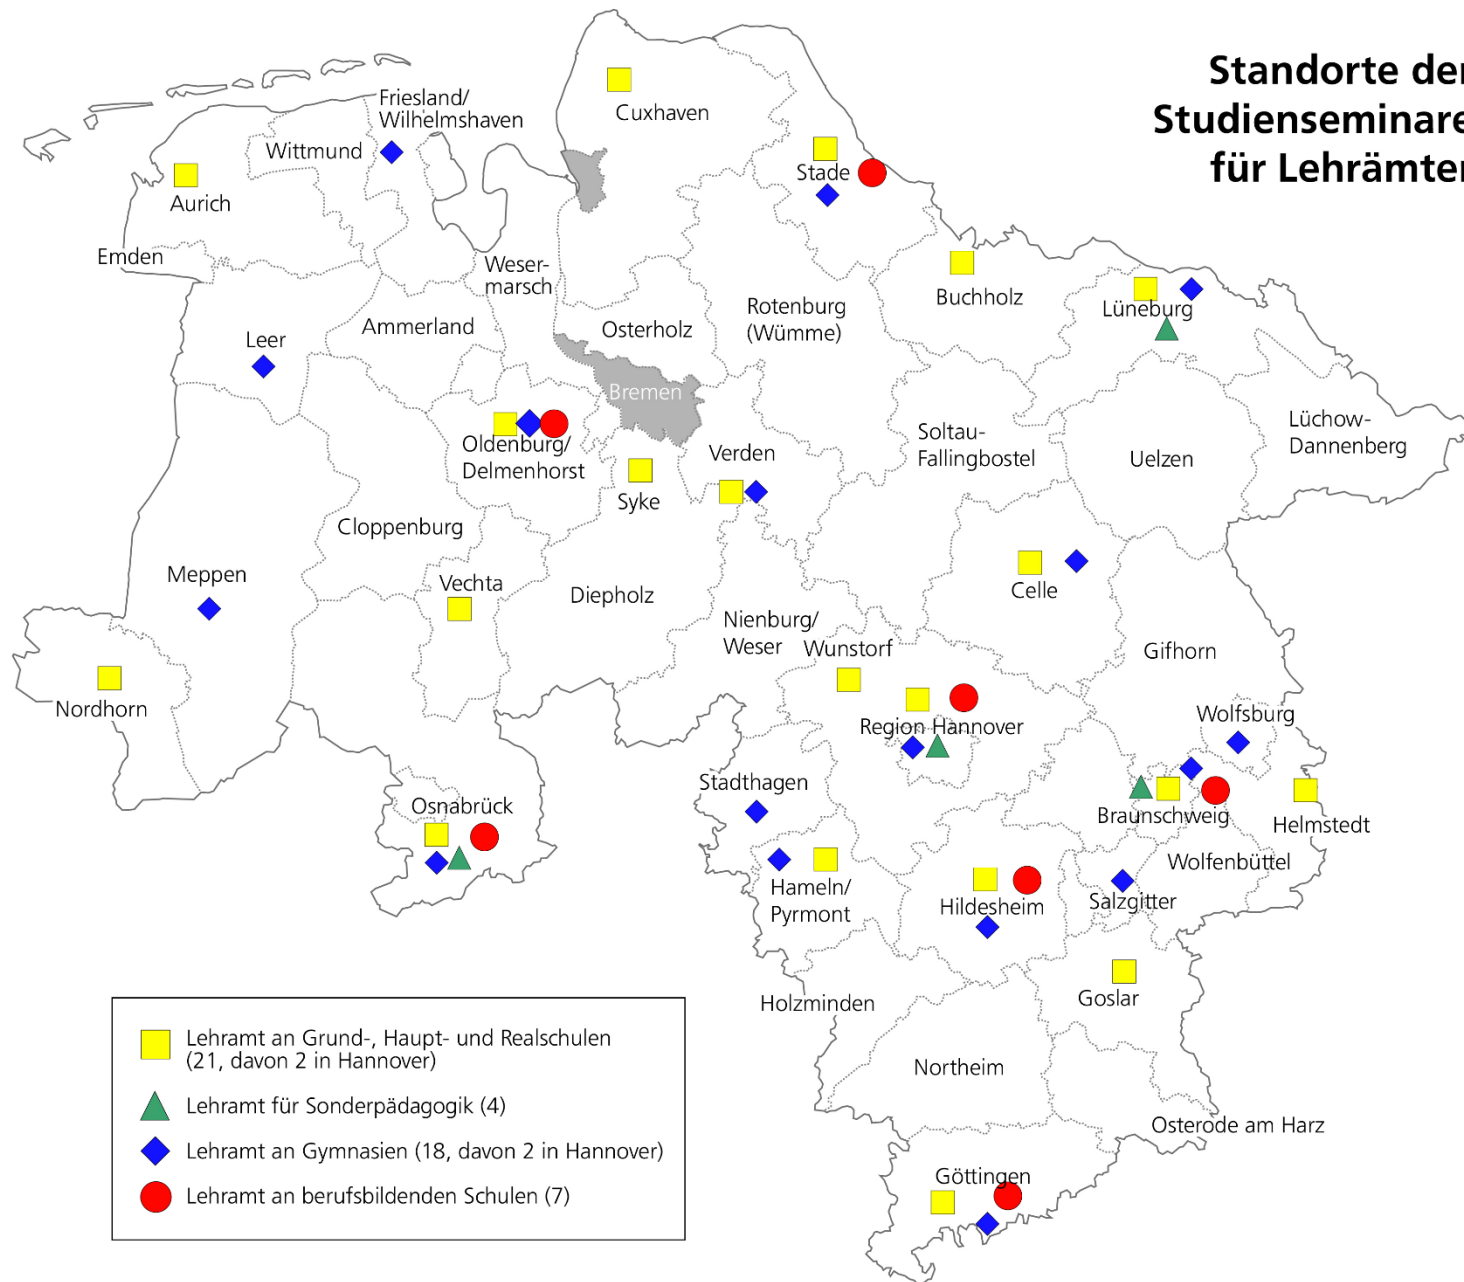 Standorte der
Studienseminare
für Lehrämter
Friesland/
Wilhelmshaven
Cuxhaven
Wittmund
Stade
Aurich
Emden
Weser-
marsch
Buchholz
Lüneburg
Rotenburg
(Wümme)
Ammerland
Osterholz
Leer
Bremen
Lüchow-
Dannenberg
Soltau-
Fallingbostel
Oldenburg/
Delmenhorst
Verden
Uelzen
Syke
Cloppenburg
Meppen
Vechta
Diepholz
Celle
Nienburg/
Weser
Wunstorf
Gifhorn
Nordhorn
Wolfsburg
Region Hannover
Stadthagen
Osnabrück
Braunschweig
Helmstedt
Wolfenbüttel
Hameln/
Pyrmont
Hildesheim
Salzgitter
Holzminden
Goslar
Northeim
Osterode am Harz
Göttingen
Lehramt an Grund-, Haupt- und Realschulen
(21, davon 2 in Hannover)
Lehramt für Sonderpädagogik (4)
Lehramt an Gymnasien (18, davon 2 in Hannover)
Lehramt an berufsbildenden Schulen (7)